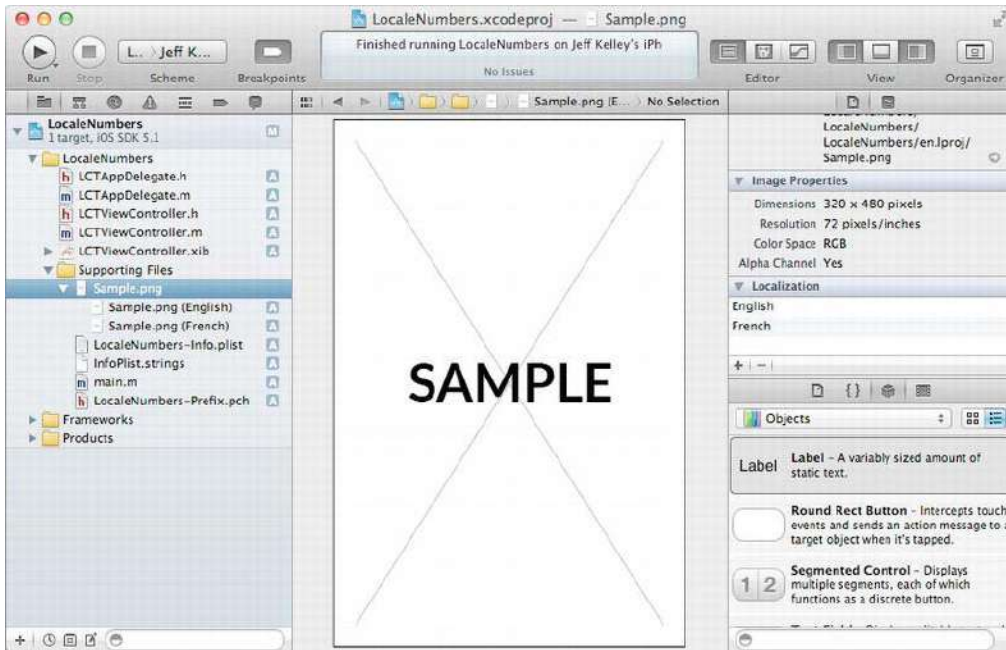 LocaleNumbers.xcodeproj — Sample.png
Finished running LocaleNumbers on Jeff Kelley's iPh
No Issues
L.. Jeff K...
Run Stop Scheme Breakpoints Editor View Organizer
Sample.png (E... No Selection
LocaleNumbers
1 target, iOS SDK 5.1
M
LocaleNumbers
LCTAppDelegate.h A
LCTAppDelegate.m A
LCTViewController.h A
LCTViewController.m A
LCTViewController.xib A
Supporting Files
Sample.png
Sample.png (English) A
Sample.png (French) A
LocaleNumbers-Info.plist A
InfoPlist.strings A
main.m A
LocaleNumbers-Prefix.pch A
Frameworks
Products
SAMPLE
LocaleNumbers/
LocaleNumbers/en.lproj/
Sample.png
Image Properties
Dimensions 320 x 480 pixels
Resolution 72 pixels/inches
Color Space RGB
Alpha Channel Yes
Localization
English
French
Objects
Label
Label - A variably sized amount of
static text.
Round Rect Button - Intercepts touch
events and sends an action message to a
target object when it's tapped.
1 2
Segmented Control - Displays
multiple segments, each of which
functions as a discrete button.